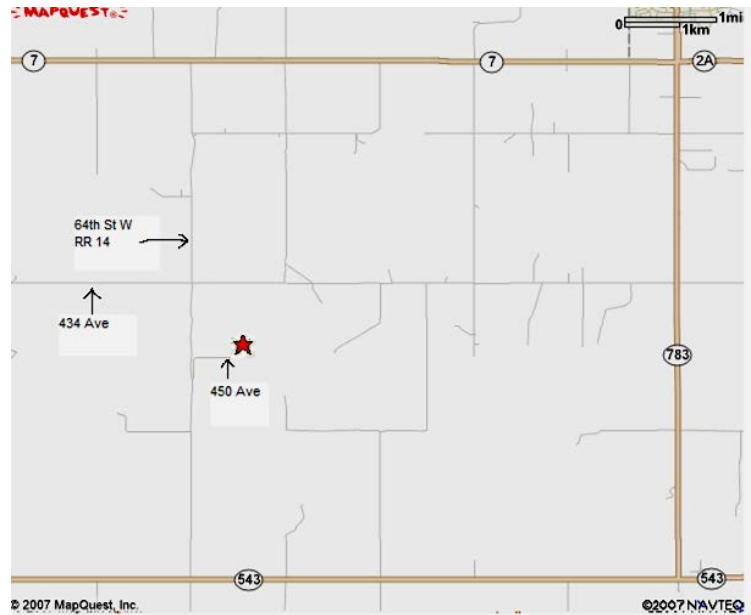 MAPQUEST®
0 1mi
1km
7 7 2A
64th St W
RR 14
434 Ave
783
450 Ave
543 543
© 2007 MapQuest, Inc. ©2007 NAVTEQ